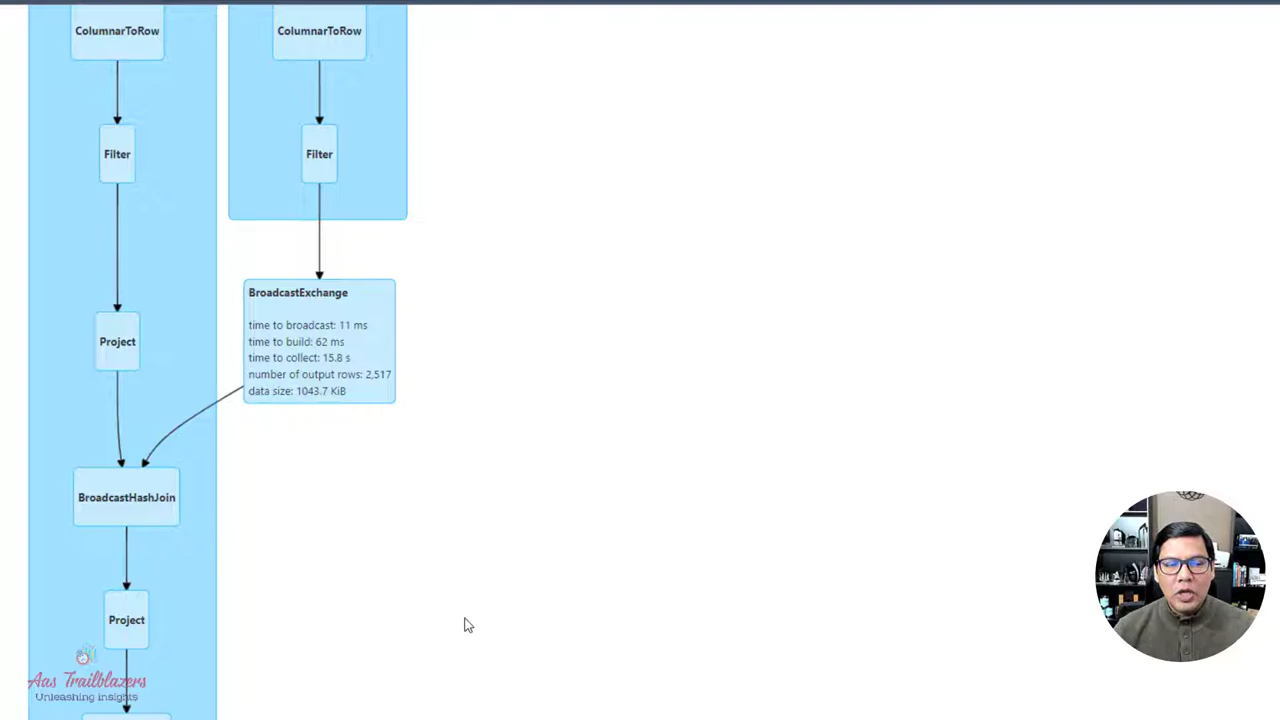 ColumnarToRow
ColumnarToRow
Filter
Filter
BroadcastExchange
time to broadcast: 11 ms
time to build: 62 ms
time to collect: 15.8 s
number of output rows: 2,517
data size: 1043.7 KiB
Project
BroadcastHashJoin
Project
Aas Trailblazers
Unleashing Insights